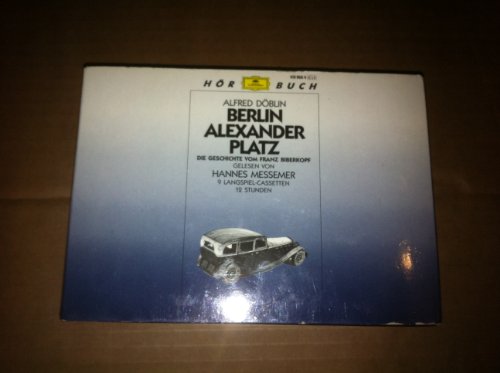 HÖR BUCH
ALFRED DÖBLIN
BERLIN
ALEXANDER
PLATZ
DIE GESCHICHTE VOM FRANZ BIBERKOPF
GELESEN VON
HANNES MESSEMER
9 LANGSPIEL-CASSETTEN
12 STUNDEN